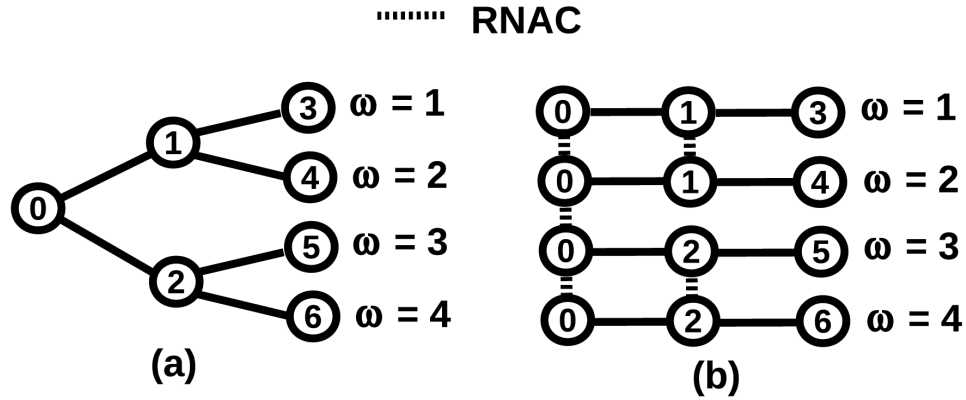 RNAC
3 ω = 1
1
4 ω = 2
0
5 ω = 3
2
6 ω = 4
(a)
0 1 3 ω = 1
0 1 4 ω = 2
0 2 5 ω = 3
0 2 6 ω = 4
(b)